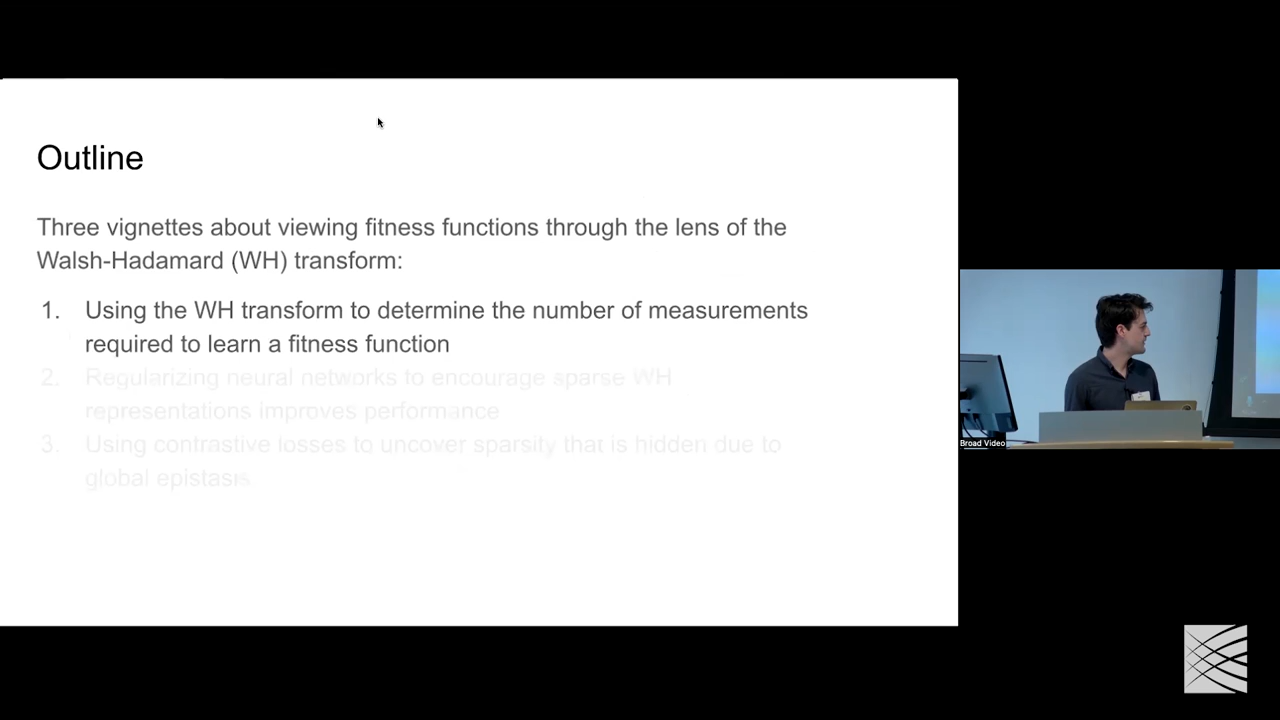 Outline
Three vignettes about viewing fitness functions through the lens of the
Walsh-Hadamard (WH) transform:
1. Using the WH transform to determine the number of measurements
required to learn a fitness function
2. Regularizing neural networks to encourage sparse WH
representations improves performance
3. Using contrastive losses to uncover sparsity that is hidden due to
global epistasis
Broad Video